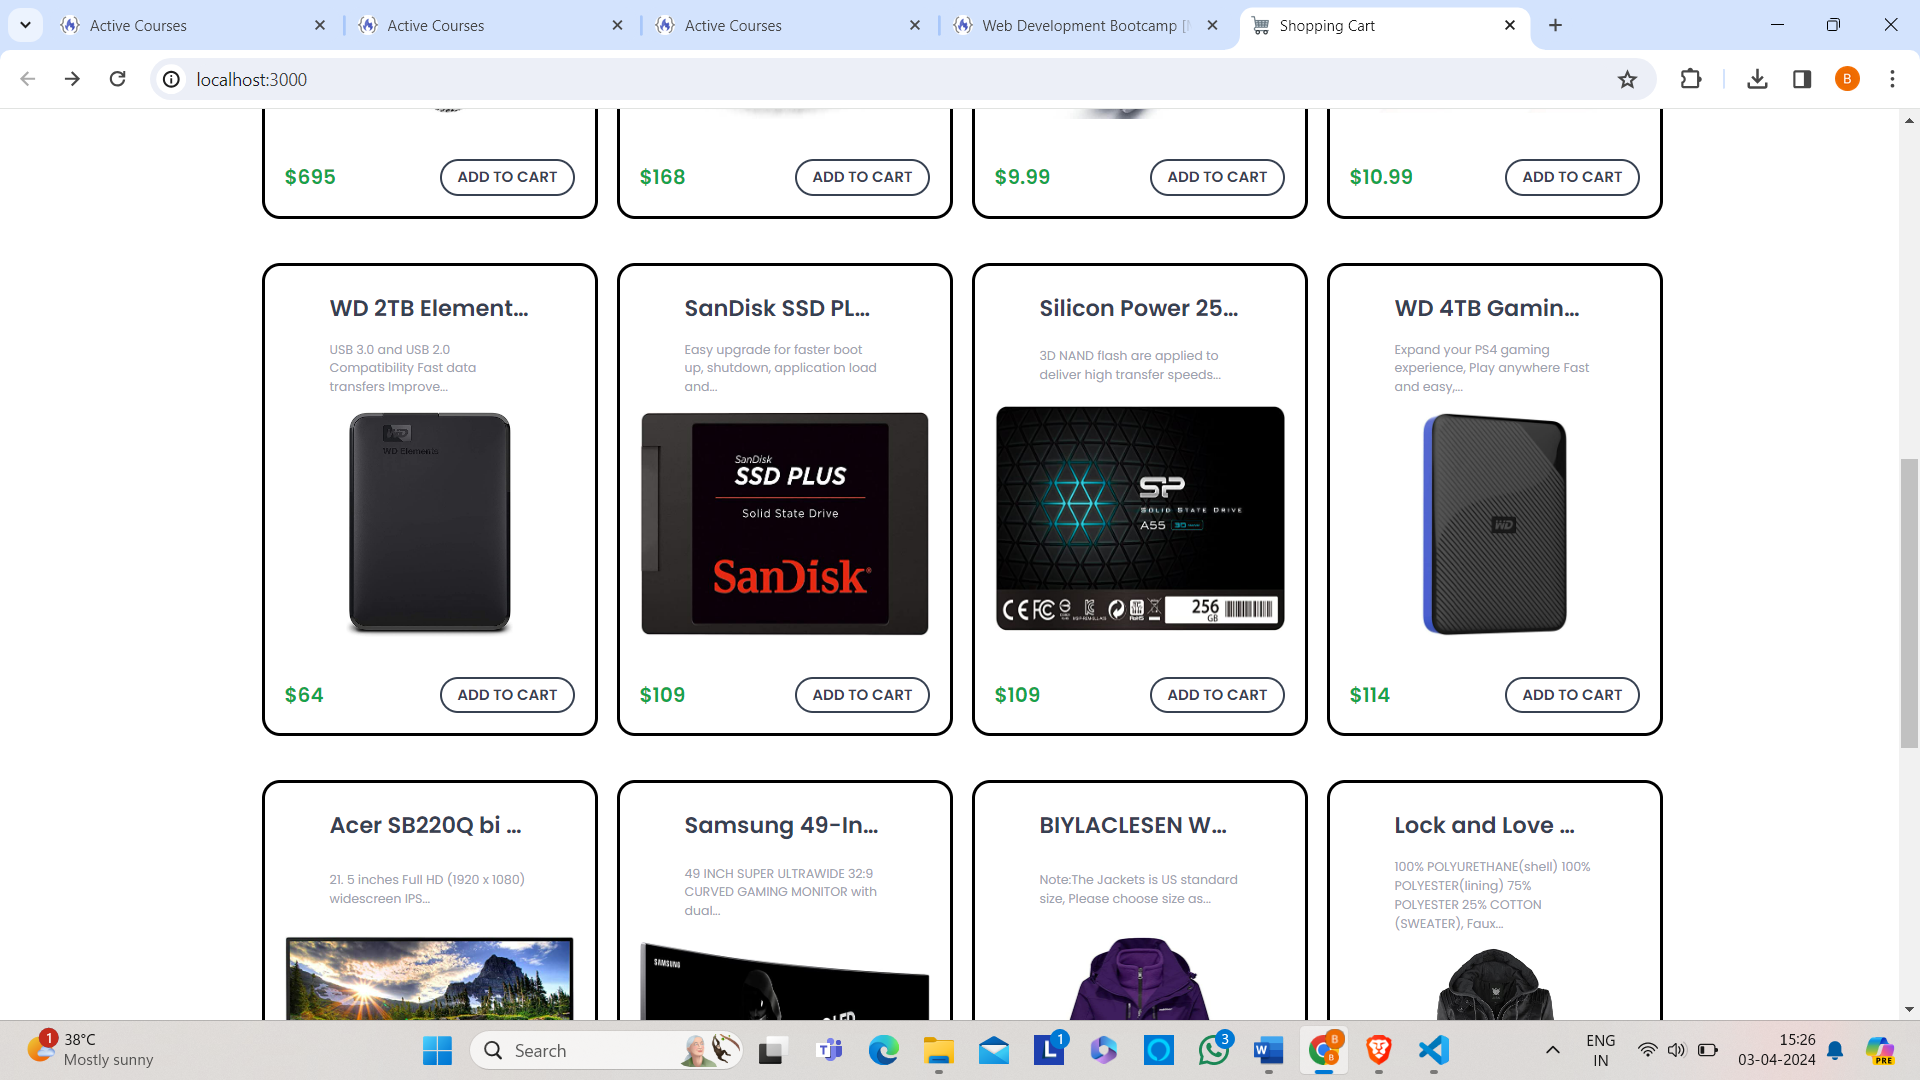 Active Courses
Active Courses
Active Courses
Web Development Bootcamp [
Shopping Cart
localhost:3000
B
$695
ADD TO CART
$168
ADD TO CART
$9.99
ADD TO CART
$10.99
ADD TO CART
WD 2TB Element...
USB 3.0 and USB 2.0
Compatibility Fast data
transfers Improve...
WD
WD Elements
$64
ADD TO CART
SanDisk SSD PL...
Easy upgrade for faster boot
up, shutdown, application load
and...
SanDisk
SSD PLUS
Solid State Drive
SanDisk
$109
ADD TO CART
Silicon Power 25...
3D NAND flash are applied to
deliver high transfer speeds...
SP
SOLID STATE DRIVE
A55
CE FC
256
GB
$109
ADD TO CART
WD 4TB Gamin...
Expand your PS4 gaming
experience, Play anywhere Fast
and easy,...
WD
$114
ADD TO CART
Acer SB220Q bi ...
21. 5 inches Full HD (1920 x 1080)
widescreen IPS...
Samsung 49-In...
49 INCH SUPER ULTRAWIDE 32:9
CURVED GAMING MONITOR with
dual...
SAMSUNG
BIYLACLESEN W...
Note:The Jackets is US standard
size, Please choose size as...
Lock and Love ...
100% POLYURETHANE(shell) 100%
POLYESTER(lining) 75%
POLYESTER 25% COTTON
(SWEATER), Faux...
1
38°C
Mostly sunny
Search
L
1
3
W
B
B
ENG
IN
15:26
03-04-2024
PRE